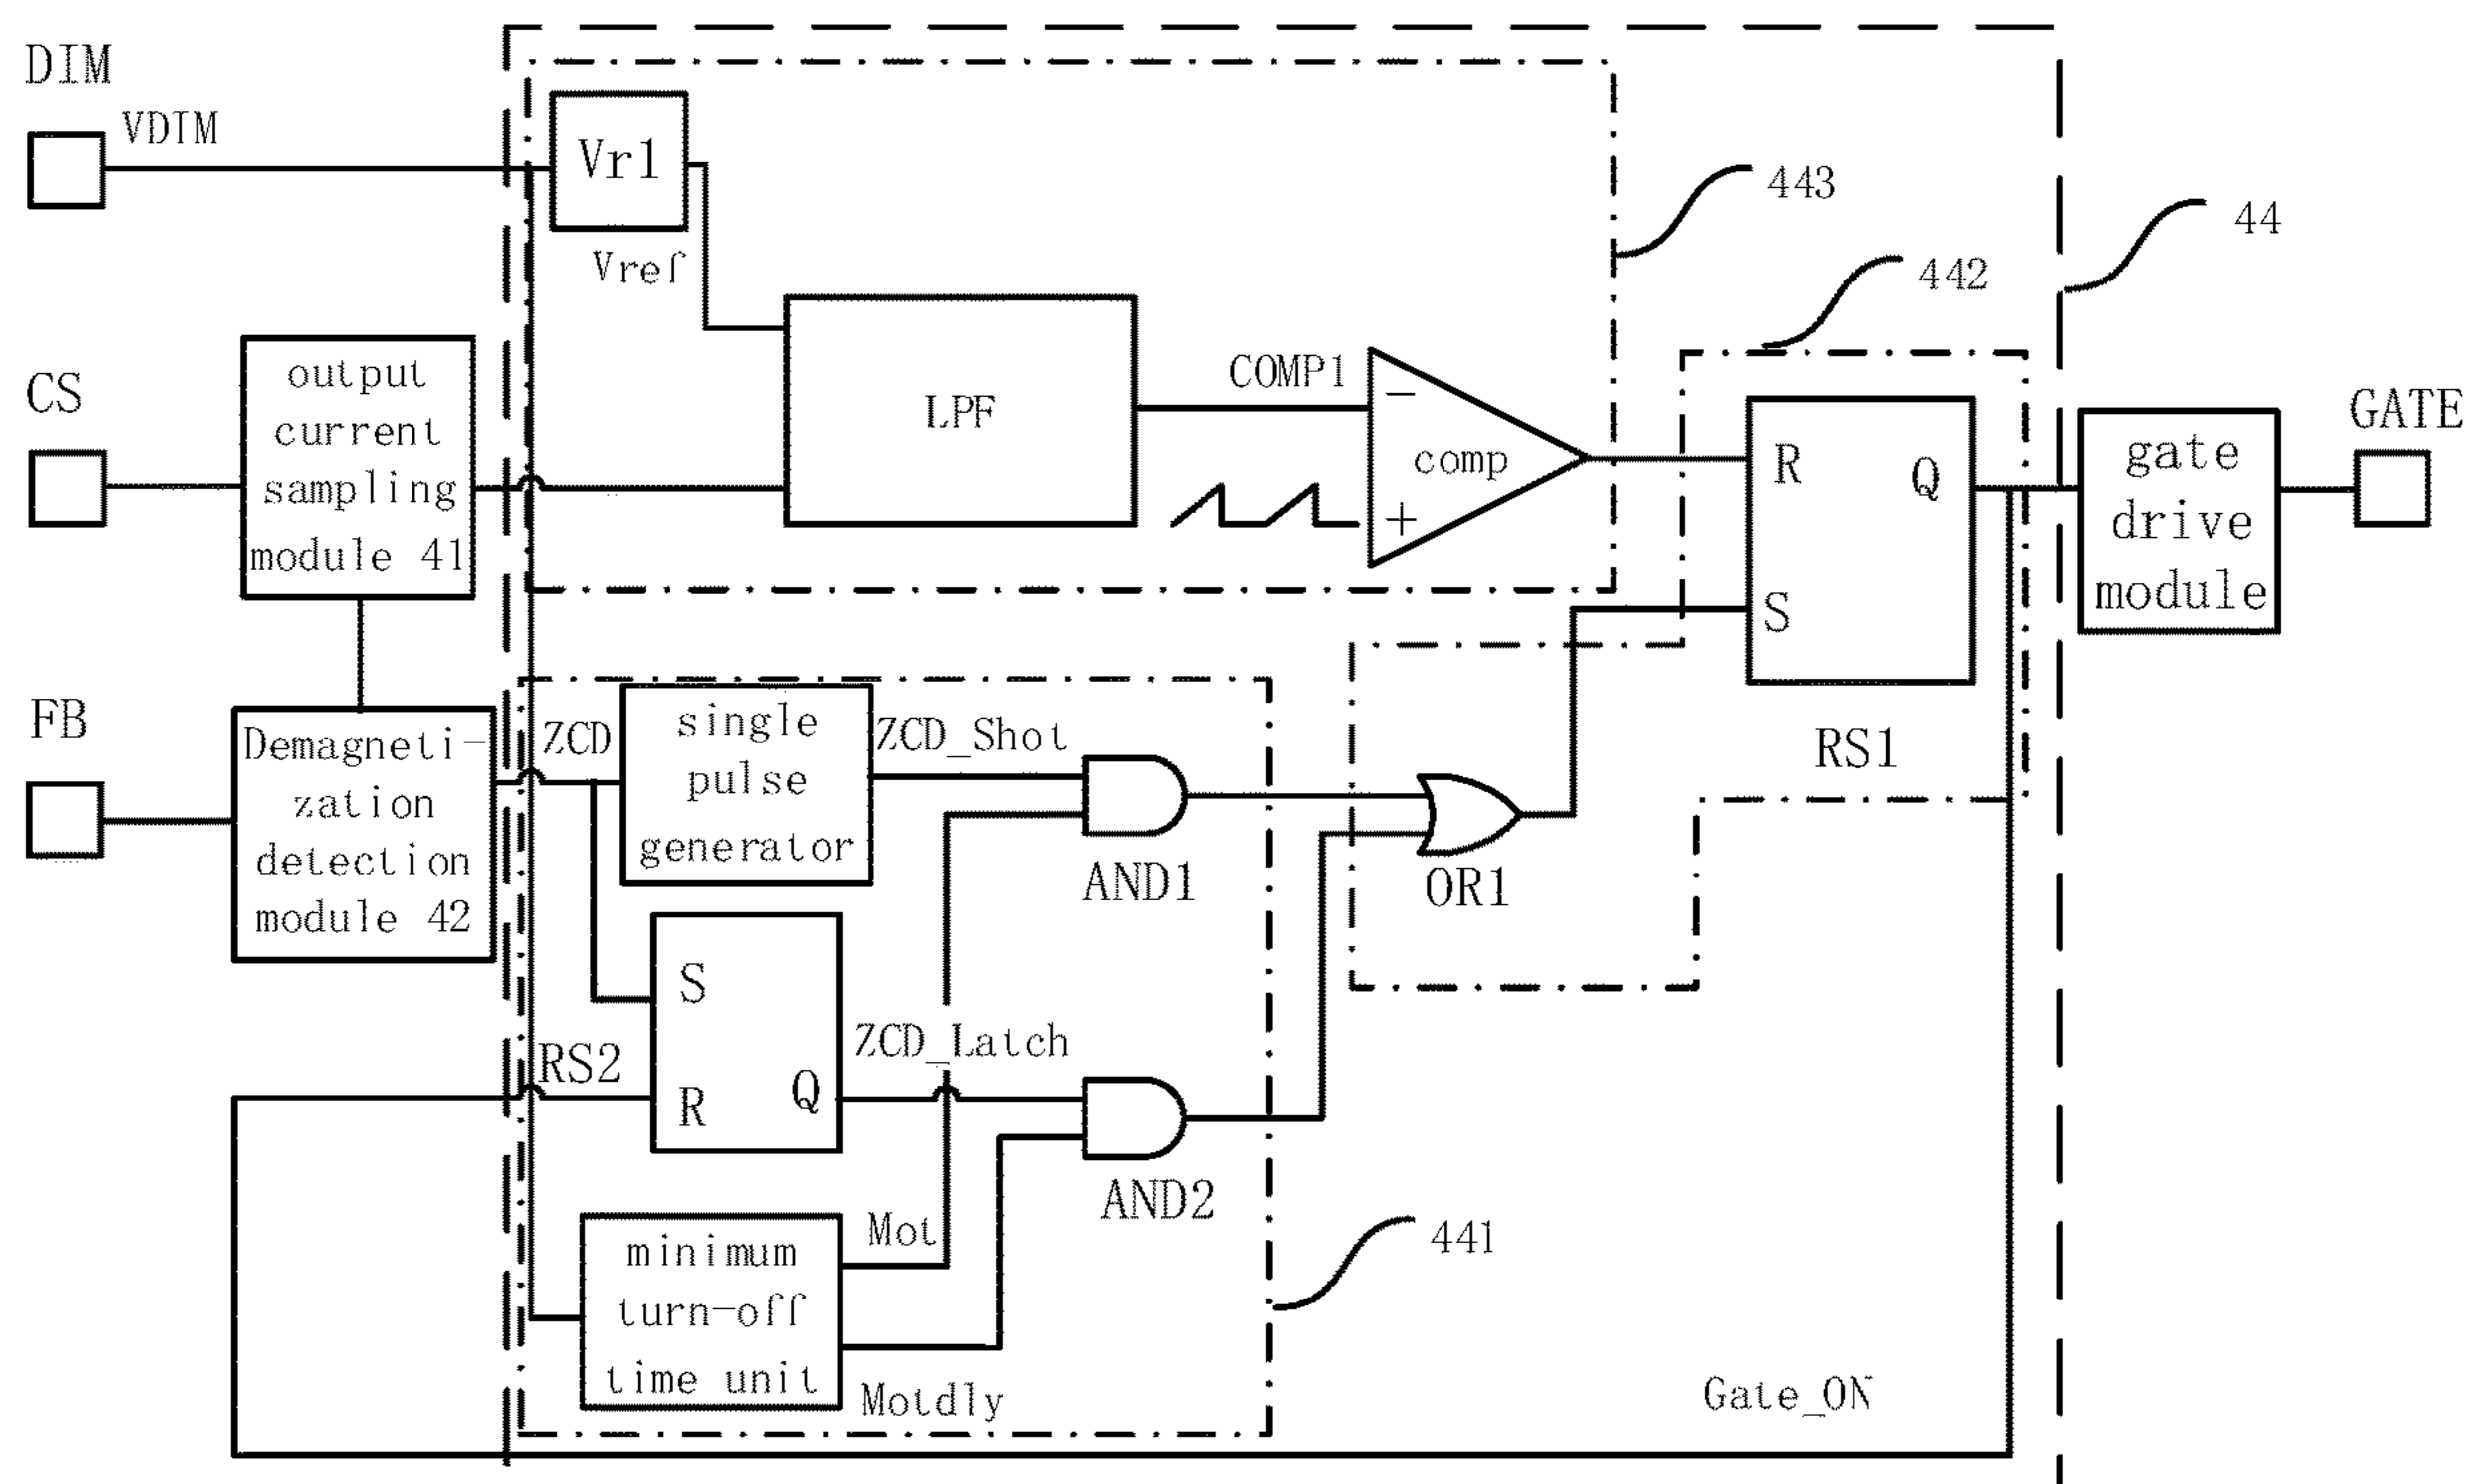 DIM
VDIM
Vr1
Vref
443
44
442
CS
output
current
sampling
module 41
LPF
COMP1
−
comp
+
R
Q
S
RS1
gate
drive
module
GATE
FB
Demagneti-
zation
detection
module 42
ZCD
single
pulse
generator
ZCD_Shot
AND1
OR1
S
RS2
R
Q
ZCD_Latch
AND2
minimum
turn-off
time unit
Mot
Motdly
441
Gate_ON